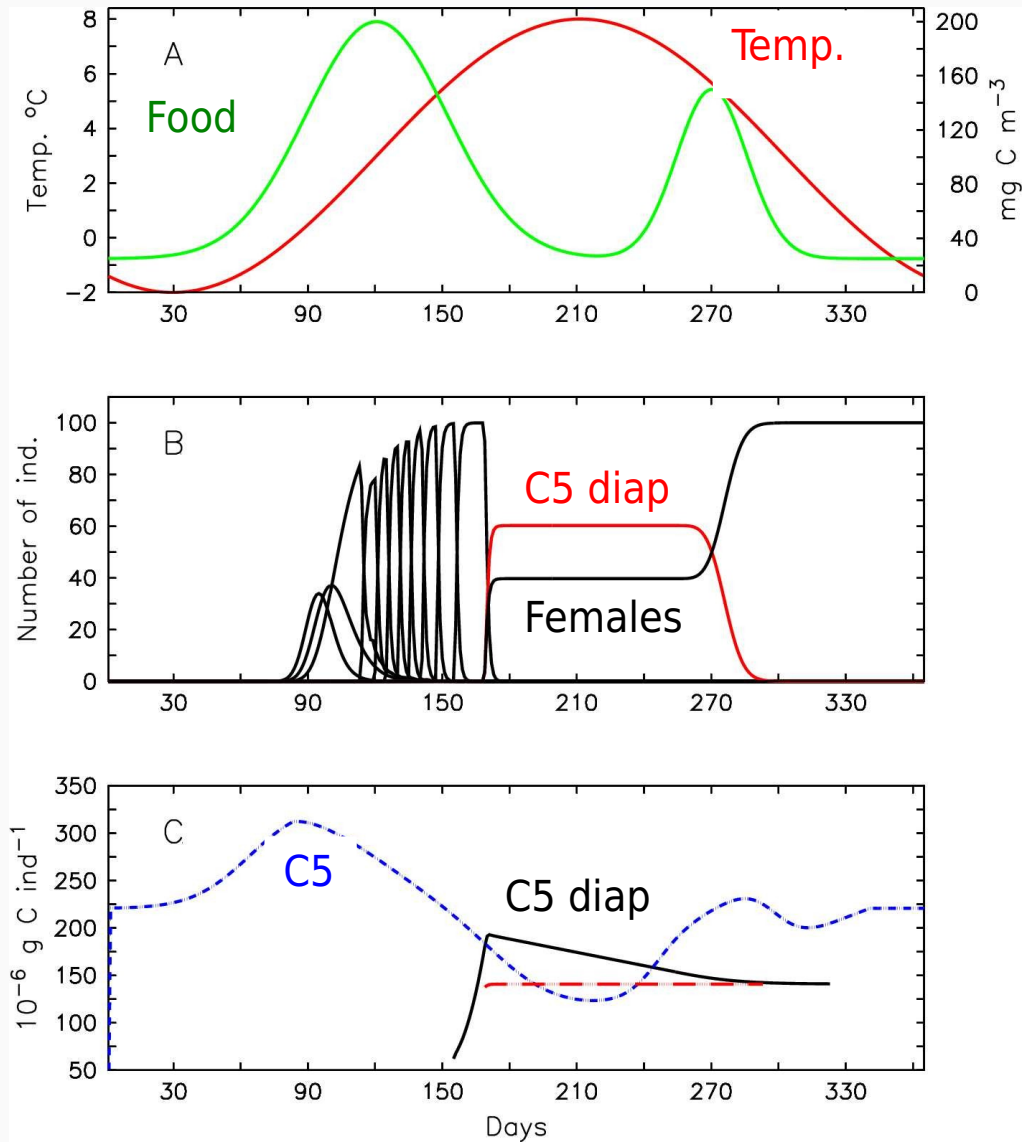 A
Temp.
Food
Temp. ºC
8
6
4
2
0
−2
200
160
120
80
40
0
mg C m⁻³
30 90 150 210 270 330
B
C5 diap
Females
Number of ind.
100
80
60
40
20
0
30 90 150 210 270 330
C
C5
C5 diap
10⁻⁶ g C ind⁻¹
350
300
250
200
150
100
50
30 90 150 210 270 330
Days